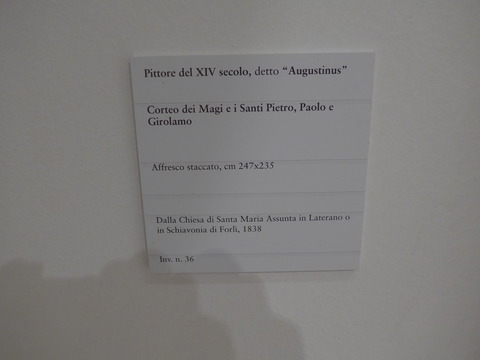 Pittore del XIV secolo, detto “Augustinus”
Corteo dei Magi e i Santi Pietro, Paolo e
Girolamo
Affresco staccato, cm 247x235
Dalla Chiesa di Santa Maria Assunta in Laterano o
in Schiavonia di Forlì, 1838
Inv. n. 36